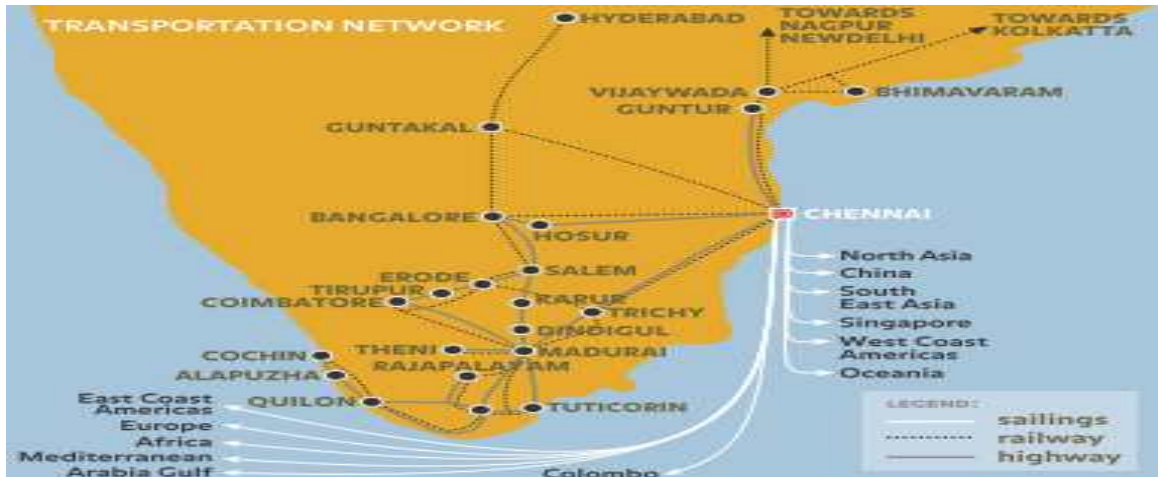 TRANSPORTATION NETWORK
HYDERABAD
TOWARDS
NAGPUR
NEWDELHI
TOWARDS
KOLKATTA
VIJAYWADA
BHIMAVARAM
GUNTUR
GUNTAKAL
BANGALORE
CHENNAI
HOSUR
North Asia
China
South
East Asia
Singapore
West Coast
Americas
Oceania
SALEM
ERODE
TIRUPUR
COIMBATORE
KARUR
TRICHY
DINDIGUL
THENI
MADURAI
COCHIN
RAJAPALAYAM
ALAPUZHA
QUILON
TUTICORIN
East Coast
Americas
Europe
Africa
Mediterranean
Arabia Gulf
Colombo
LEGEND:
sailings
railway
highway